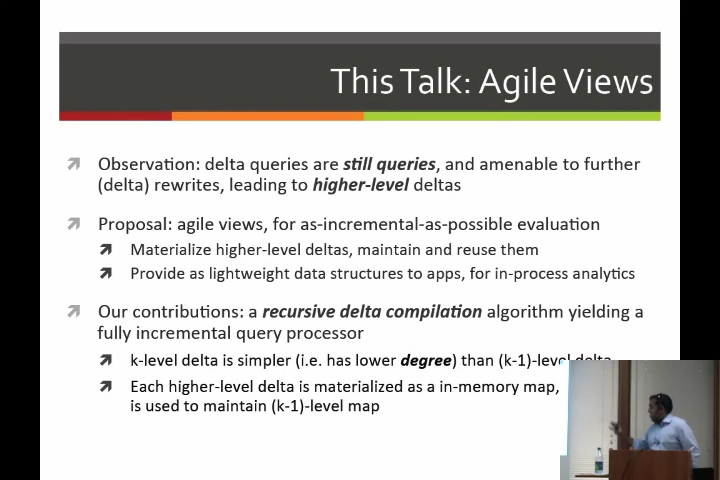 This Talk: Agile Views
Observation: delta queries are still queries, and amenable to further
(delta) rewrites, leading to higher-level deltas
Proposal: agile views, for as-incremental-as-possible evaluation
Materialize higher-level deltas, maintain and reuse them
Provide as lightweight data structures to apps, for in-process analytics
Our contributions: a recursive delta compilation algorithm yielding a
fully incremental query processor
k-level delta is simpler (i.e. has lower degree) than (k-1)-level delta
Each higher-level delta is materialized as a in-memory map,
is used to maintain (k-1)-level map